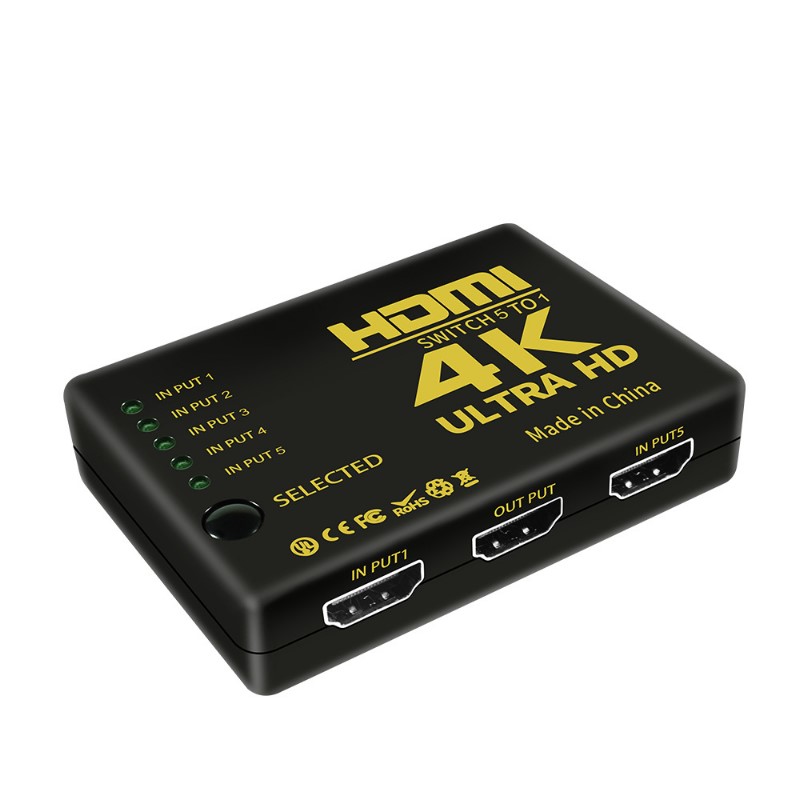 HDMI
SWITCH 5 TO 1
4K
ULTRA HD
Made in China
IN PUT 1
IN PUT 2
IN PUT 3
IN PUT 4
IN PUT 5
SELECTED
UL CE FC RoHS
IN PUT1
OUT PUT
IN PUT5